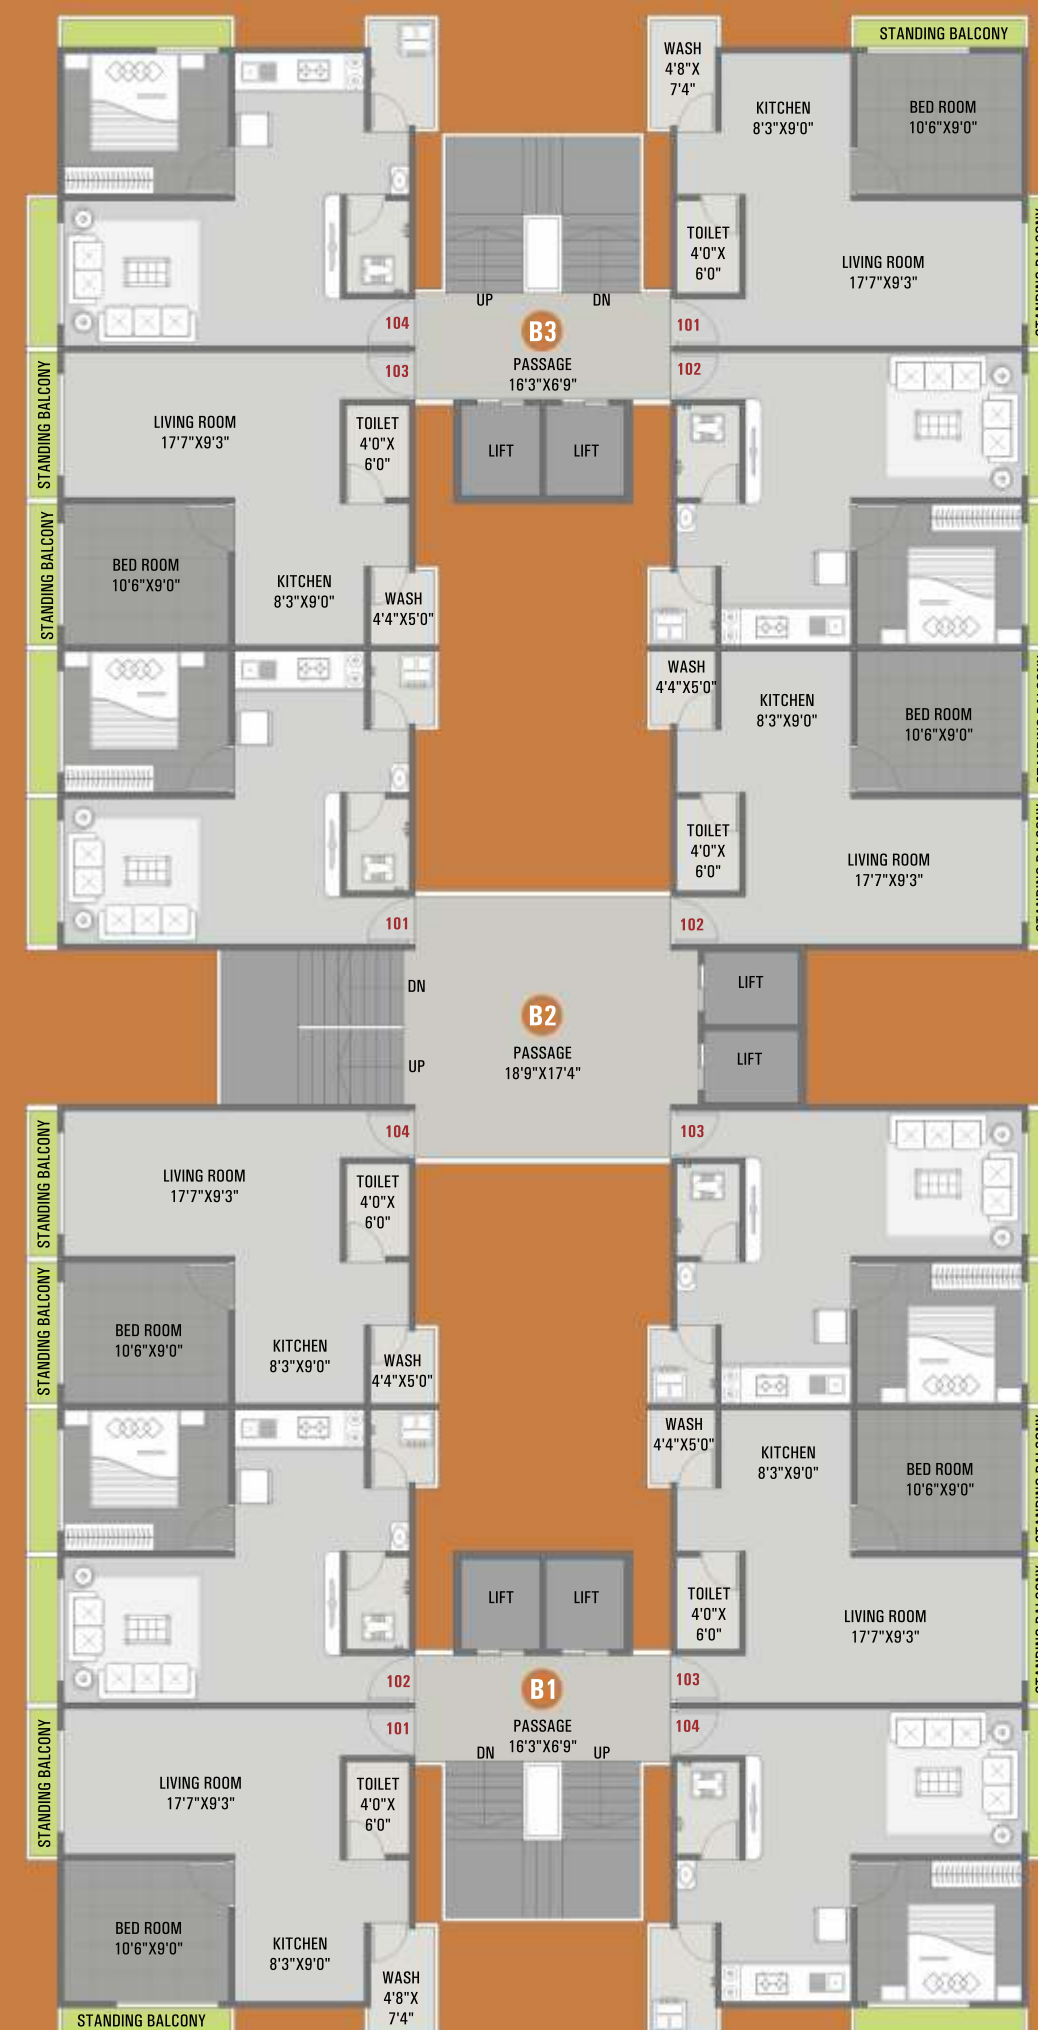 STANDING BALCONY
WASH
4'8"X
7'4"
KITCHEN
8'3"X9'0"
BED ROOM
10'6"X9'0"
TOILET
4'0"X
6'0"
LIVING ROOM
17'7"X9'3"
STANDING BALCONY
UP
DN
104
B3
101
103
PASSAGE
16'3"X6'9"
102
STANDING BALCONY
LIVING ROOM
17'7"X9'3"
TOILET
4'0"X
6'0"
LIFT
LIFT
STANDING BALCONY
BED ROOM
10'6"X9'0"
KITCHEN
8'3"X9'0"
WASH
4'4"X5'0"
WASH
4'4"X5'0"
KITCHEN
8'3"X9'0"
BED ROOM
10'6"X9'0"
STANDING BALCONY
TOILET
4'0"X
6'0"
LIVING ROOM
17'7"X9'3"
STANDING BALCONY
101
102
DN
LIFT
B2
PASSAGE
18'9"X17'4"
UP
LIFT
104
103
STANDING BALCONY
LIVING ROOM
17'7"X9'3"
TOILET
4'0"X
6'0"
STANDING BALCONY
BED ROOM
10'6"X9'0"
KITCHEN
8'3"X9'0"
WASH
4'4"X5'0"
WASH
4'4"X5'0"
KITCHEN
8'3"X9'0"
BED ROOM
10'6"X9'0"
STANDING BALCONY
LIFT
LIFT
TOILET
4'0"X
6'0"
LIVING ROOM
17'7"X9'3"
STANDING BALCONY
102
B1
103
101
PASSAGE
16'3"X6'9"
104
DN
UP
STANDING BALCONY
LIVING ROOM
17'7"X9'3"
TOILET
4'0"X
6'0"
BED ROOM
10'6"X9'0"
KITCHEN
8'3"X9'0"
WASH
4'8"X
7'4"
STANDING BALCONY